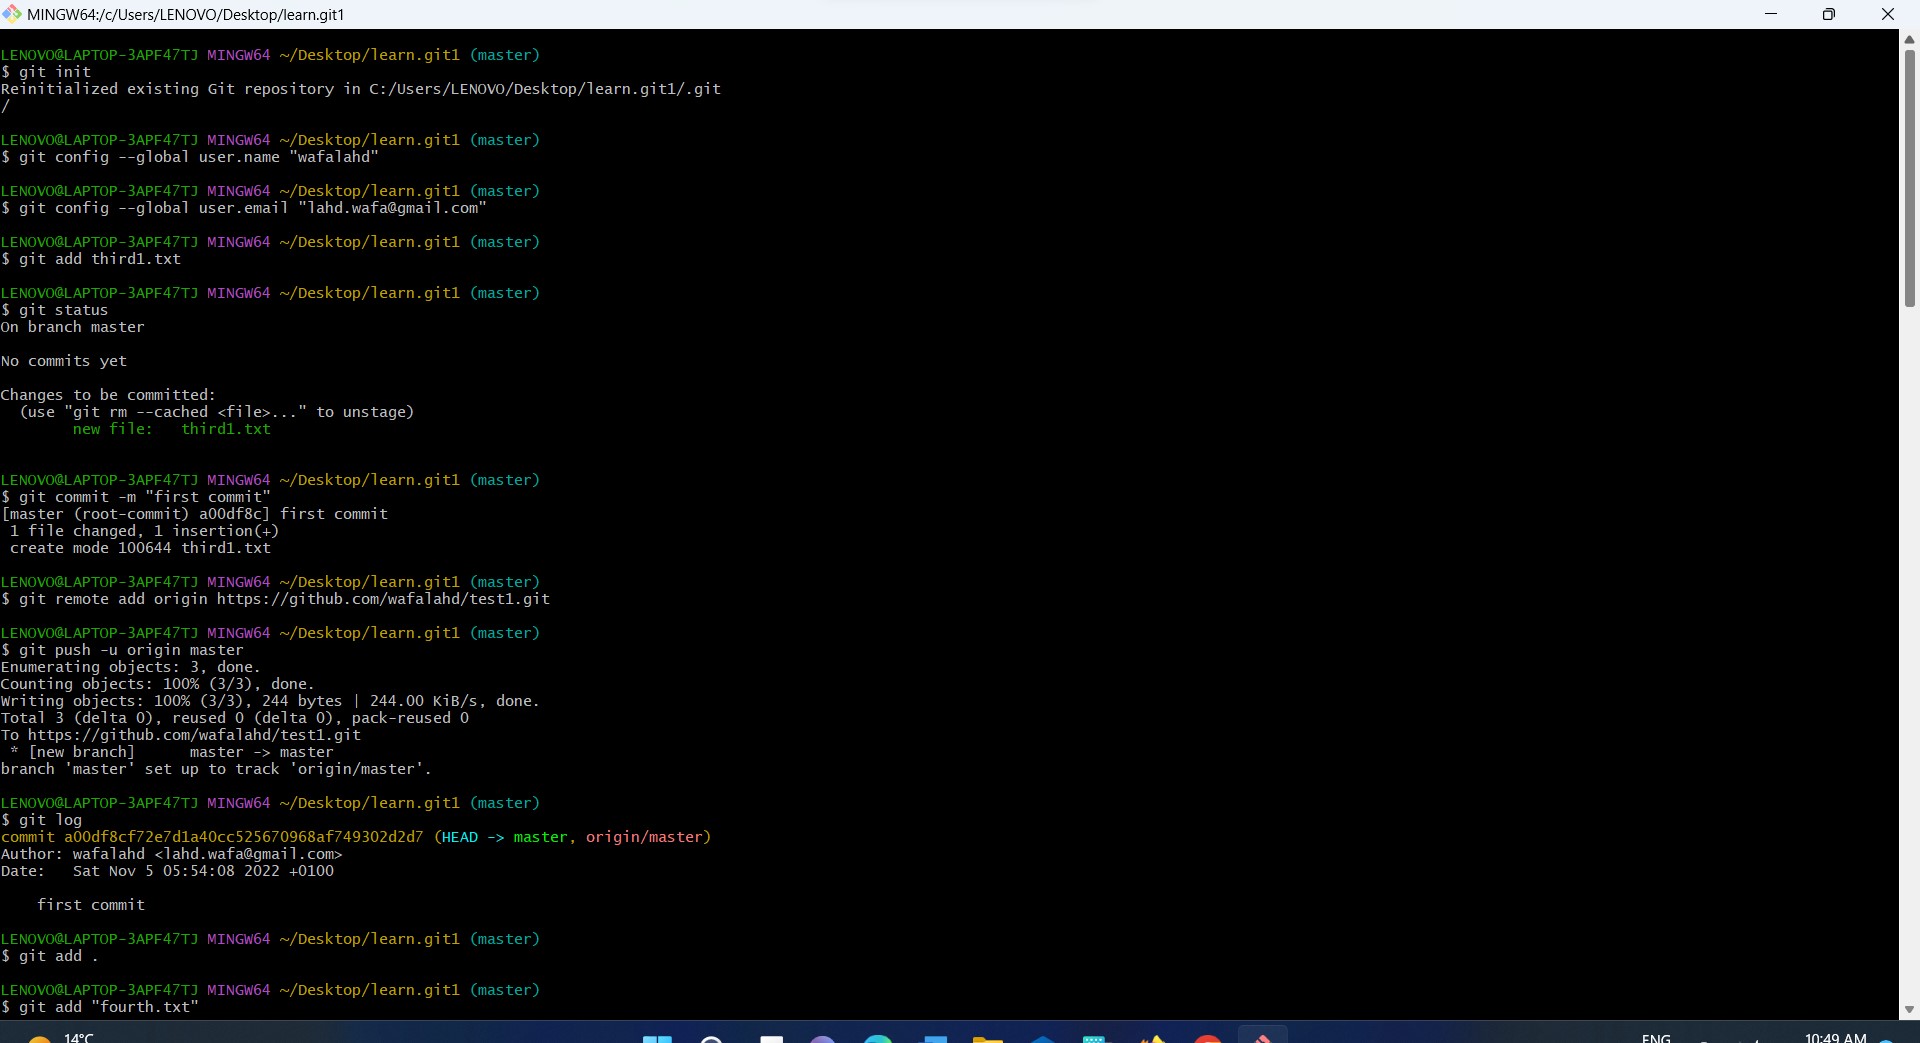 MINGW64:/c/Users/LENOVO/Desktop/learn.git1
LENOVO@LAPTOP-3APF47TJ MINGW64 ~/Desktop/learn.git1 (master)
$ git init
Reinitialized existing Git repository in C:/Users/LENOVO/Desktop/learn.git1/.git
/
LENOVO@LAPTOP-3APF47TJ MINGW64 ~/Desktop/learn.git1 (master)
$ git config --global user.name "wafalahd"
LENOVO@LAPTOP-3APF47TJ MINGW64 ~/Desktop/learn.git1 (master)
$ git config --global user.email "lahd.wafa@gmail.com"
LENOVO@LAPTOP-3APF47TJ MINGW64 ~/Desktop/learn.git1 (master)
$ git add third1.txt
LENOVO@LAPTOP-3APF47TJ MINGW64 ~/Desktop/learn.git1 (master)
$ git status
On branch master
No commits yet
Changes to be committed:
  (use "git rm --cached <file>..." to unstage)
        new file:   third1.txt
LENOVO@LAPTOP-3APF47TJ MINGW64 ~/Desktop/learn.git1 (master)
$ git commit -m "first commit"
[master (root-commit) a00df8c] first commit
 1 file changed, 1 insertion(+)
 create mode 100644 third1.txt
LENOVO@LAPTOP-3APF47TJ MINGW64 ~/Desktop/learn.git1 (master)
$ git remote add origin https://github.com/wafalahd/test1.git
LENOVO@LAPTOP-3APF47TJ MINGW64 ~/Desktop/learn.git1 (master)
$ git push -u origin master
Enumerating objects: 3, done.
Counting objects: 100% (3/3), done.
Writing objects: 100% (3/3), 244 bytes | 244.00 KiB/s, done.
Total 3 (delta 0), reused 0 (delta 0), pack-reused 0
To https://github.com/wafalahd/test1.git
 * [new branch]      master -> master
branch 'master' set up to track 'origin/master'.
LENOVO@LAPTOP-3APF47TJ MINGW64 ~/Desktop/learn.git1 (master)
$ git log
commit a00df8cf72e7d1a40cc525670968af749302d2d7 (HEAD -> master, origin/master)
Author: wafalahd <lahd.wafa@gmail.com>
Date:   Sat Nov 5 05:54:08 2022 +0100
    first commit
LENOVO@LAPTOP-3APF47TJ MINGW64 ~/Desktop/learn.git1 (master)
$ git add .
LENOVO@LAPTOP-3APF47TJ MINGW64 ~/Desktop/learn.git1 (master)
$ git add "fourth.txt"
14°C
ENG
10:49 AM